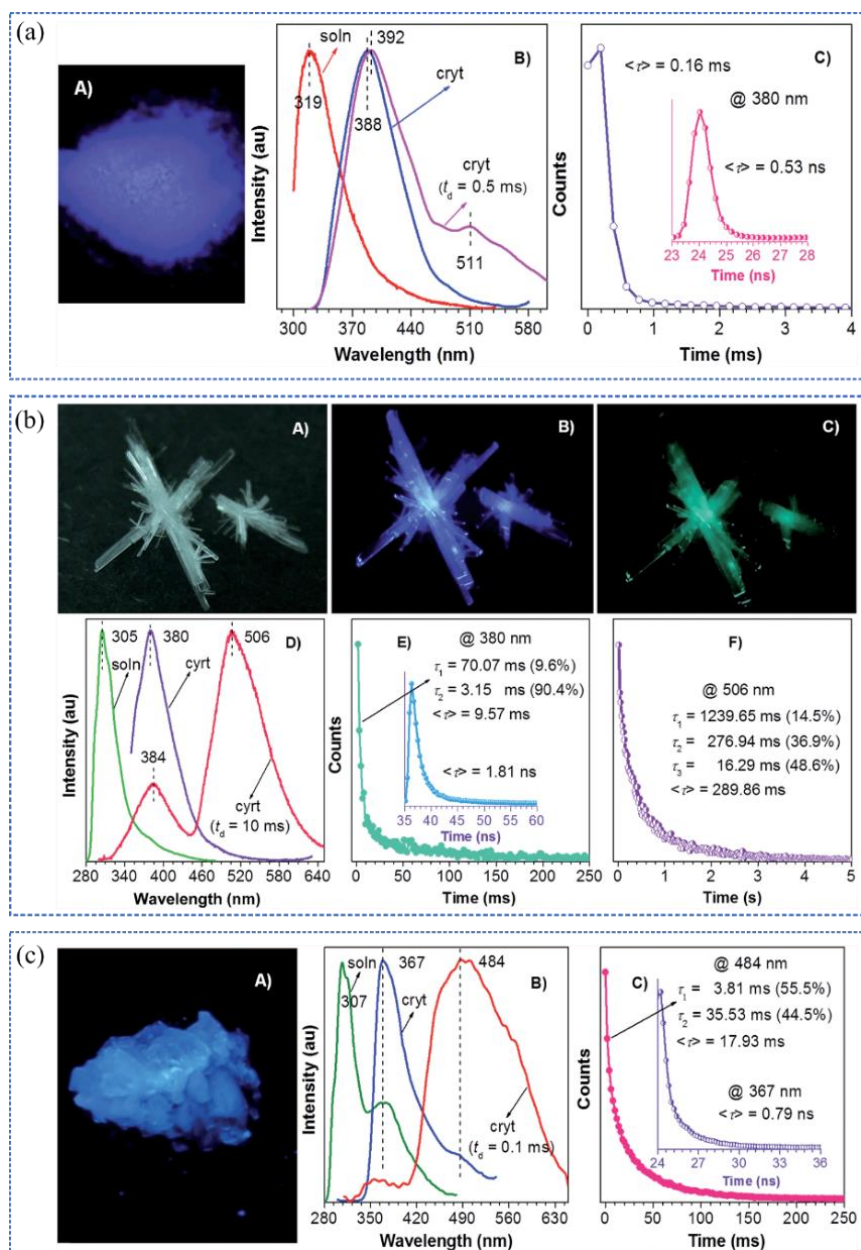 (a)
A)
B)
soln
392
cryt
319
388
cryt
(td = 0.5 ms)
511
Intensity (au)
300 370 440 510 580
Wavelength (nm)
C)
<τ> = 0.16 ms
@ 380 nm
<τ> = 0.53 ns
23 24 25 26 27 28
Time (ns)
Counts
0 1 2 3 4
Time (ms)
(b)
A)
B)
C)
D)
305
380
506
soln
cyrt
384
cyrt
(td = 10 ms)
Intensity (au)
280 340 400 460 520 580 640
Wavelength (nm)
E)
@ 380 nm
τ1 = 70.07 ms (9.6%)
τ2 = 3.15 ms (90.4%)
<τ> = 9.57 ms
<τ> = 1.81 ns
35 40 45 50 55 60
Time (ns)
Counts
0 50 100 150 200 250
Time (ms)
F)
@ 506 nm
τ1 = 1239.65 ms (14.5%)
τ2 = 276.94 ms (36.9%)
τ3 = 16.29 ms (48.6%)
<τ> = 289.86 ms
0 1 2 3 4 5
Time (s)
(c)
A)
B)
soln
307
367
cryt
484
cryt
(td = 0.1 ms)
Intensity (au)
280 350 420 490 560 630
Wavelength (nm)
C)
@ 484 nm
τ1 = 3.81 ms (55.5%)
τ2 = 35.53 ms (44.5%)
<τ> = 17.93 ms
@ 367 nm
<τ> = 0.79 ns
24 27 30 33 36
Time (ns)
Counts
0 50 100 150 200 250
Time (ms)